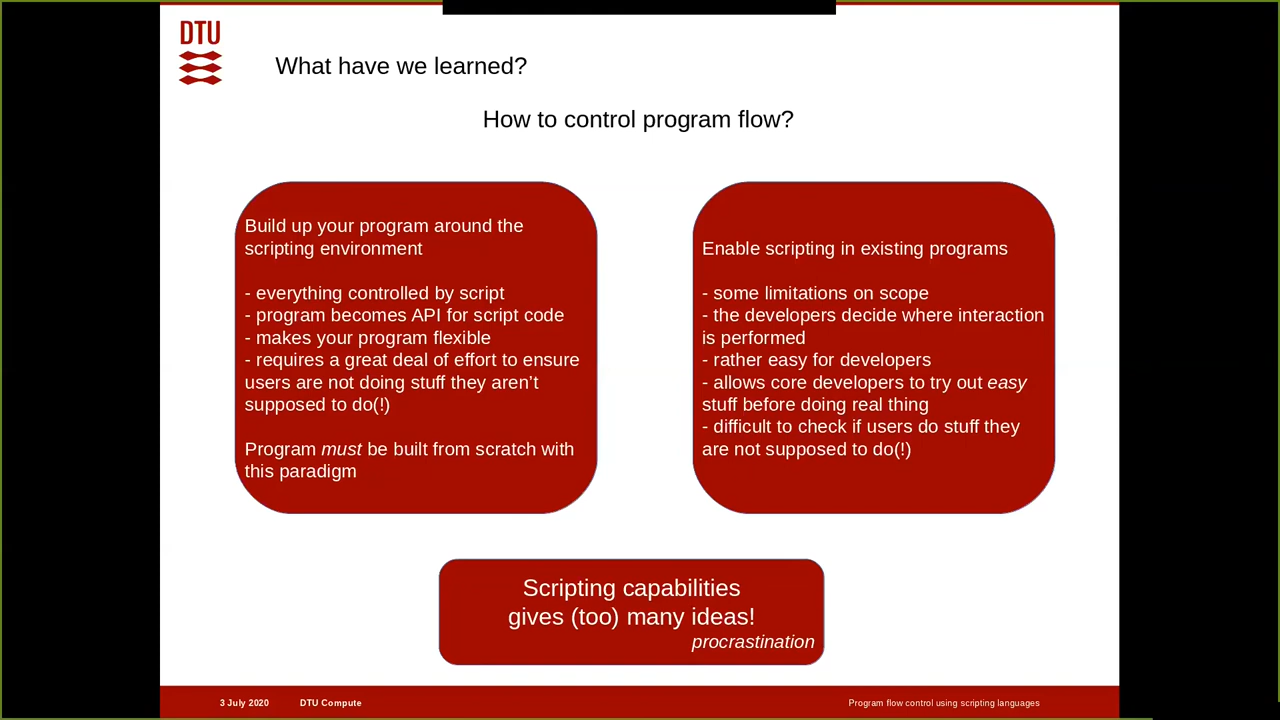 DTU
What have we learned?
How to control program flow?
Build up your program around the
scripting environment
- everything controlled by script
- program becomes API for script code
- makes your program flexible
- requires a great deal of effort to ensure
users are not doing stuff they aren't
supposed to do(!)
Program must be built from scratch with
this paradigm
Enable scripting in existing programs
- some limitations on scope
- the developers decide where interaction
is performed
- rather easy for developers
- allows core developers to try out easy
stuff before doing real thing
- difficult to check if users do stuff they
are not supposed to do(!)
Scripting capabilities
gives (too) many ideas!
procrastination
3 July 2020 DTU Compute Program flow control using scripting languages